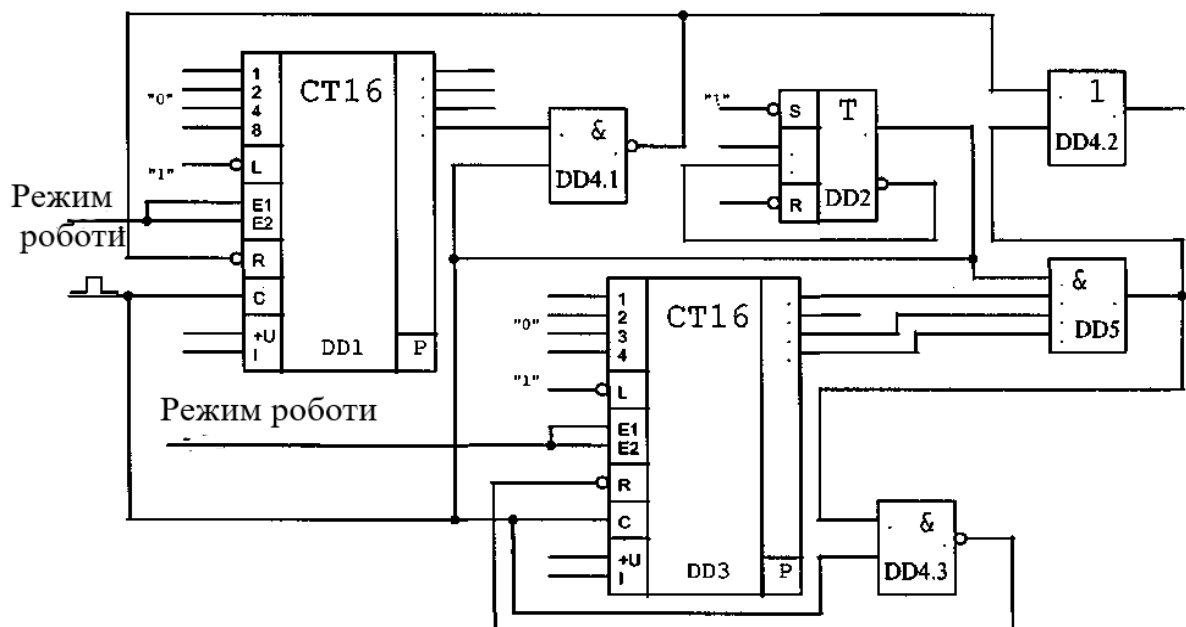 1
2
4
8
"0"
CT16
"1"
L
Режим
роботи
E1
E2
R
C
+U
I
DD1
P
&
DD4.1
"1"
S
T
R
DD2
1
DD4.2
1
2
3
4
"0"
CT16
"1"
L
Режим роботи
E1
E2
R
C
+U
I
DD3
P
&
DD5
&
DD4.3